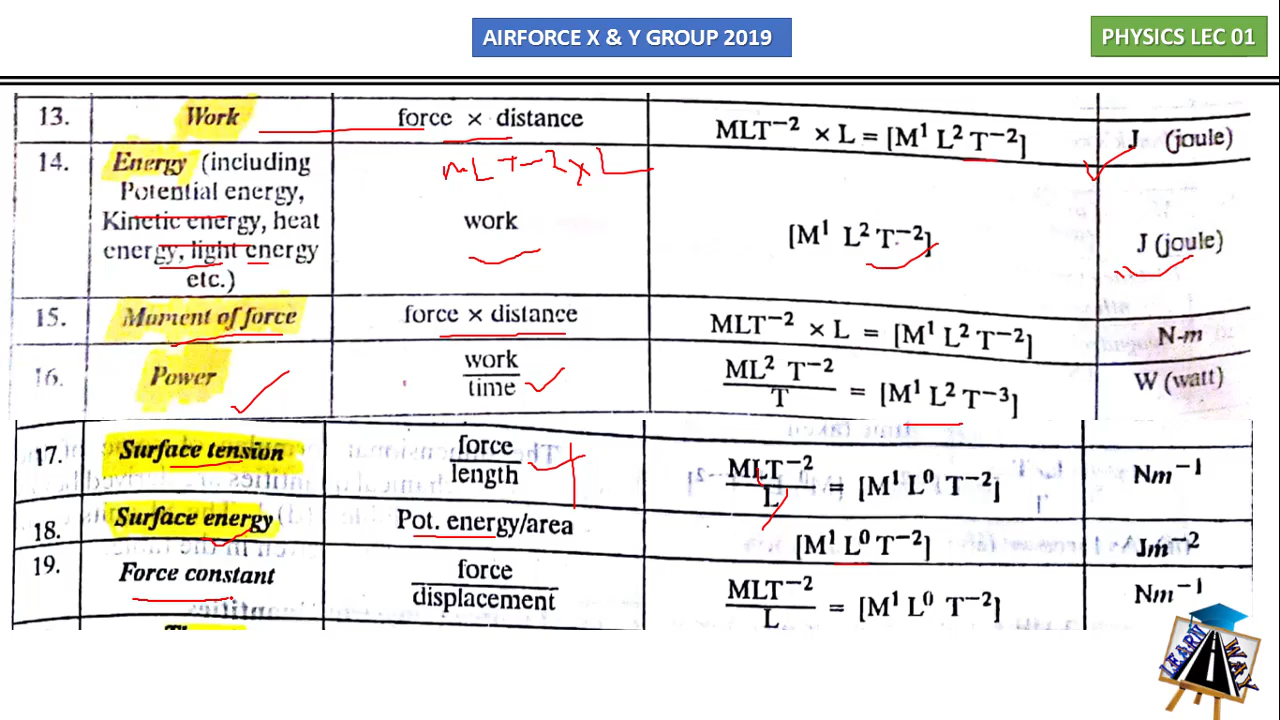 AIRFORCE X & Y GROUP 2019
PHYSICS LEC 01
13. Work force × distance MLT⁻² × L = [M¹ L² T⁻²] J (joule)
14. Energy (including Potential energy, Kinetic energy, heat energy, light energy etc.) work [M¹ L² T⁻²] J (joule)
mL T-2 x L
15. Moment of force force × distance MLT⁻² × L = [M¹ L² T⁻²] N-m
16. Power work/time ML² T⁻²/T = [M¹ L² T⁻³] W (watt)
17. Surface tension force/length MLT⁻²/L = [M¹ L⁰ T⁻²] Nm⁻¹
18. Surface energy Pot. energy/area [M¹ L⁰ T⁻²] Jm⁻²
19. Force constant force/displacement MLT⁻²/L = [M¹ L⁰ T⁻²] Nm⁻¹
LEARN WAY